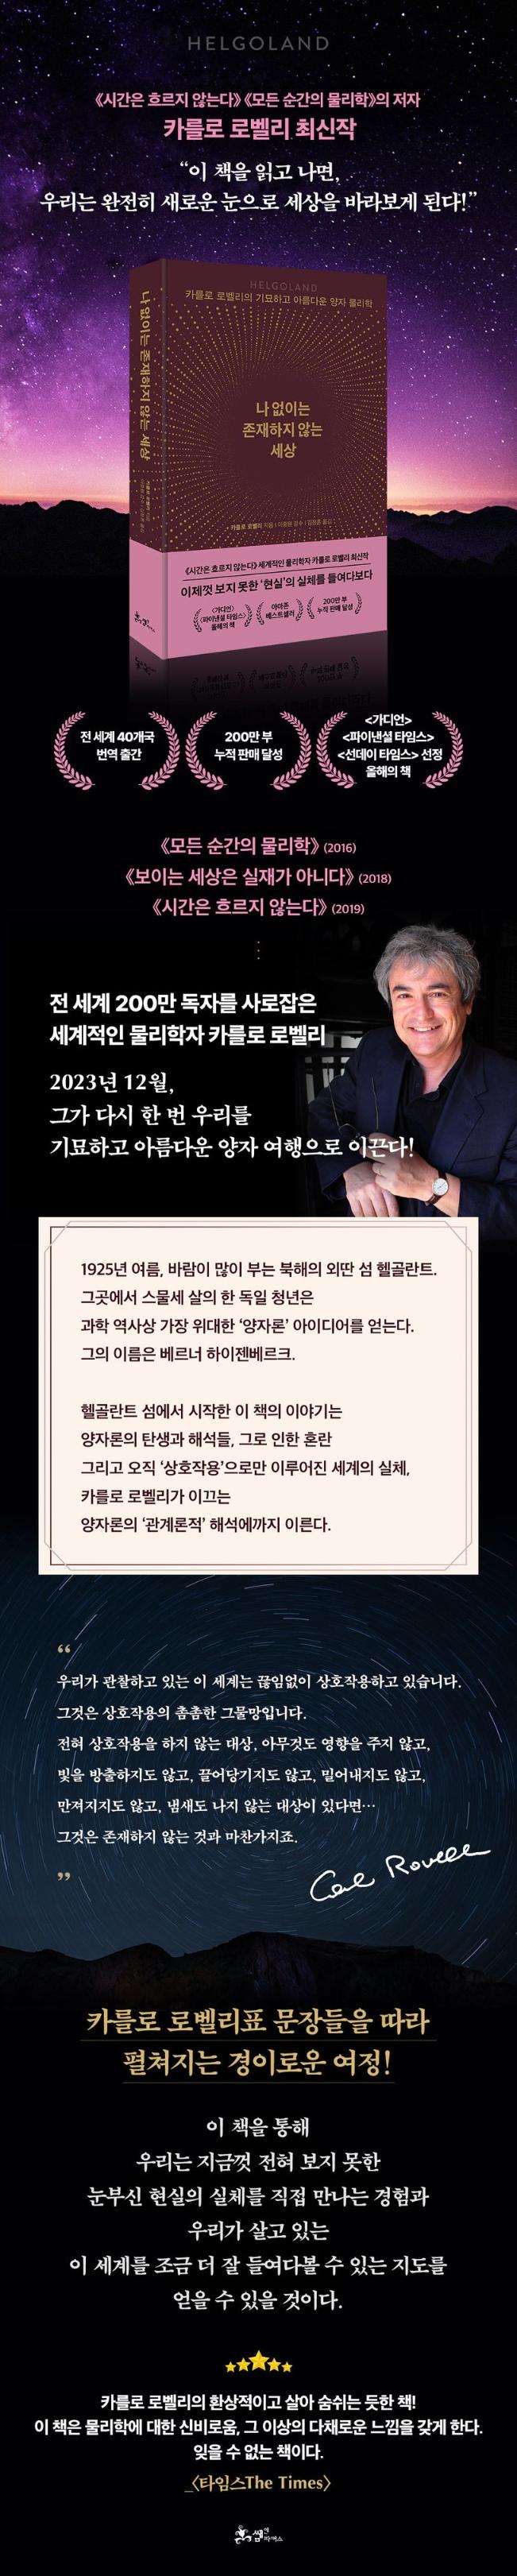 HELGOLAND
《시간은 흐르지 않는다》《모든 순간의 물리학》의 저자
카를로 로벨리 최신작
“이 책을 읽고 나면,
우리는 완전히 새로운 눈으로 세상을 바라보게 된다!”
HELGOLAND
카를로 로벨리의 기묘하고 아름다운 양자 물리학
나 없이는 존재하지 않는 세상
나 없이는
존재하지 않는
세상
카를로 로벨리 지음 | 이중원 감수 | 김정훈 옮김
《시간은 흐르지 않는다》 세계적인 물리학자 카를로 로벨리 최신작
이제껏 보지 못한 ‘현실’의 실체를 들여다보다
〈가디언〉
〈파이낸셜 타임스〉
올해의 책
아마존
베스트셀러
200만 부
누적 판매 달성
전 세계 40개국
번역 출간
200만 부
누적 판매 달성
<가디언>
<파이낸셜 타임스>
<선데이 타임스> 선정
올해의 책
《모든 순간의 물리학》 (2016)
《보이는 세상은 실재가 아니다》 (2018)
《시간은 흐르지 않는다》 (2019)
전 세계 200만 독자를 사로잡은
세계적인 물리학자 카를로 로벨리
2023년 12월,
그가 다시 한 번 우리를
기묘하고 아름다운 양자 여행으로 이끈다!
1925년 여름, 바람이 많이 부는 북해의 외딴 섬 헬골란트.
그곳에서 스물세 살의 한 독일 청년은
과학 역사상 가장 위대한 ‘양자론’ 아이디어를 얻는다.
그의 이름은 베르너 하이젠베르크.
헬골란트 섬에서 시작한 이 책의 이야기는
양자론의 탄생과 해석들, 그로 인한 혼란
그리고 오직 ‘상호작용’으로만 이루어진 세계의 실체,
카를로 로벨리가 이끄는
양자론의 ‘관계론적’ 해석에까지 이른다.
“
우리가 관찰하고 있는 이 세계는 끊임없이 상호작용하고 있습니다.
그것은 상호작용의 촘촘한 그물망입니다.
전혀 상호작용을 하지 않는 대상, 아무것도 영향을 주지 않고,
빛을 방출하지도 않고, 끌어당기지도 않고, 밀어내지도 않고,
만져지지도 않고, 냄새도 나지 않는 대상이 있다면…
그것은 존재하지 않는 것과 마찬가지죠.
”
카를로 로벨리표 문장들을 따라
펼쳐지는 경이로운 여정!
이 책을 통해
우리는 지금껏 전혀 보지 못한
눈부신 현실의 실체를 직접 만나는 경험과
우리가 살고 있는
이 세계를 조금 더 잘 들여다볼 수 있는 지도를
얻을 수 있을 것이다.
카를로 로벨리의 환상적이고 살아 숨쉬는 듯한 책!
이 책은 물리학에 대한 신비로움, 그 이상의 다채로운 느낌을 갖게 한다.
잊을 수 없는 책이다.
_〈타임스The Times〉
쌤앤파커스